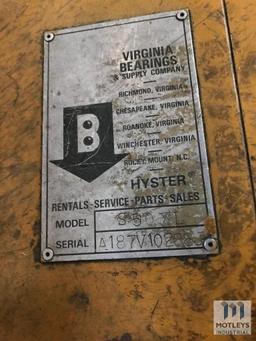 VIRGINIA
BEARINGS
& SUPPLY COMPANY
RICHMOND, VIRGINIA
CHESAPEAKE, VIRGINIA
ROANOKE, VIRGINIA
WINCHESTER, VIRGINIA
ROCKY MOUNT, N.C.
B
HYSTER
RENTALS-SERVICE-PARTS-SALES
MODEL
SERIAL
M
MOTLEYS
INDUSTRIAL